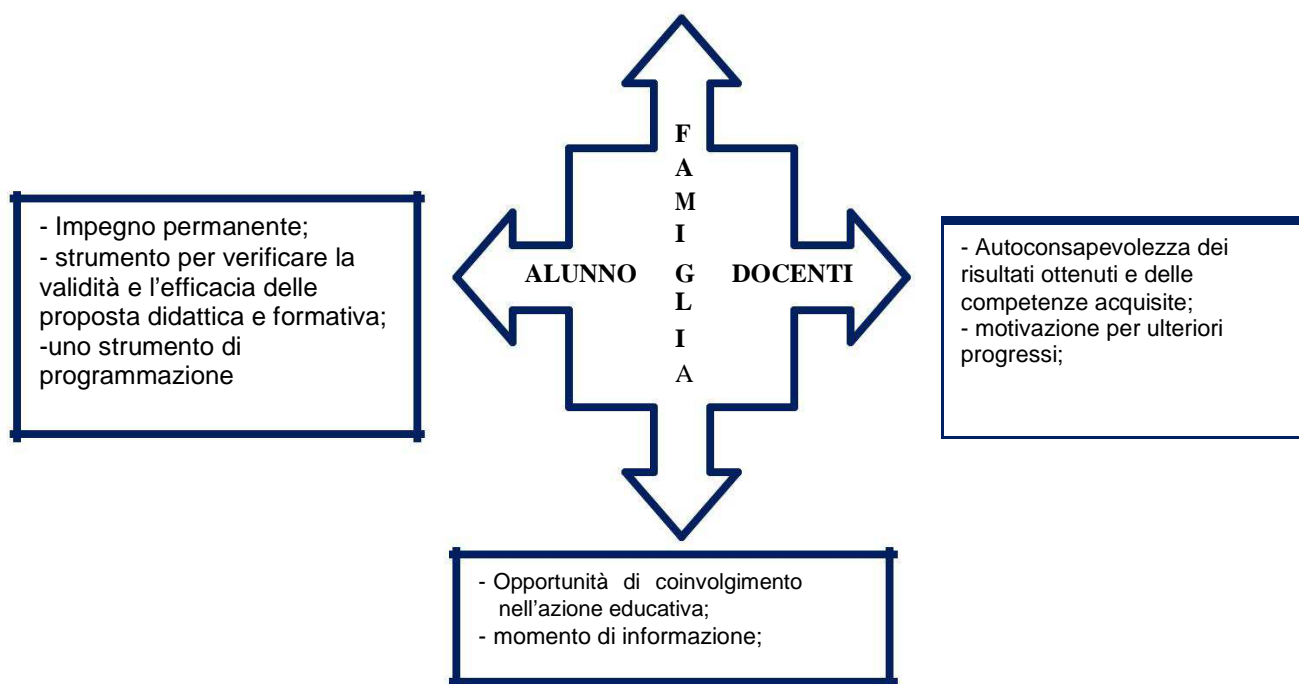 FAMIGLIA
- Impegno permanente;
- strumento per verificare la
validità e l'efficacia delle
proposta didattica e formativa;
-uno strumento di
programmazione
ALUNNO
DOCENTI
- Autoconsapevolezza dei
risultati ottenuti e delle
competenze acquisite;
- motivazione per ulteriori
progressi;
- Opportunità di coinvolgimento
nell'azione educativa;
- momento di informazione;